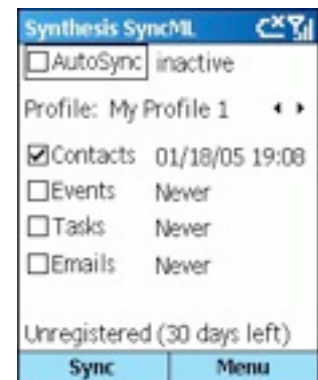 Synthesis SyncML
AutoSync inactive
Profile: My Profile 1
Contacts 01/18/05 19:08
Events Never
Tasks Never
Emails Never
Unregistered (30 days left)
Sync Menu